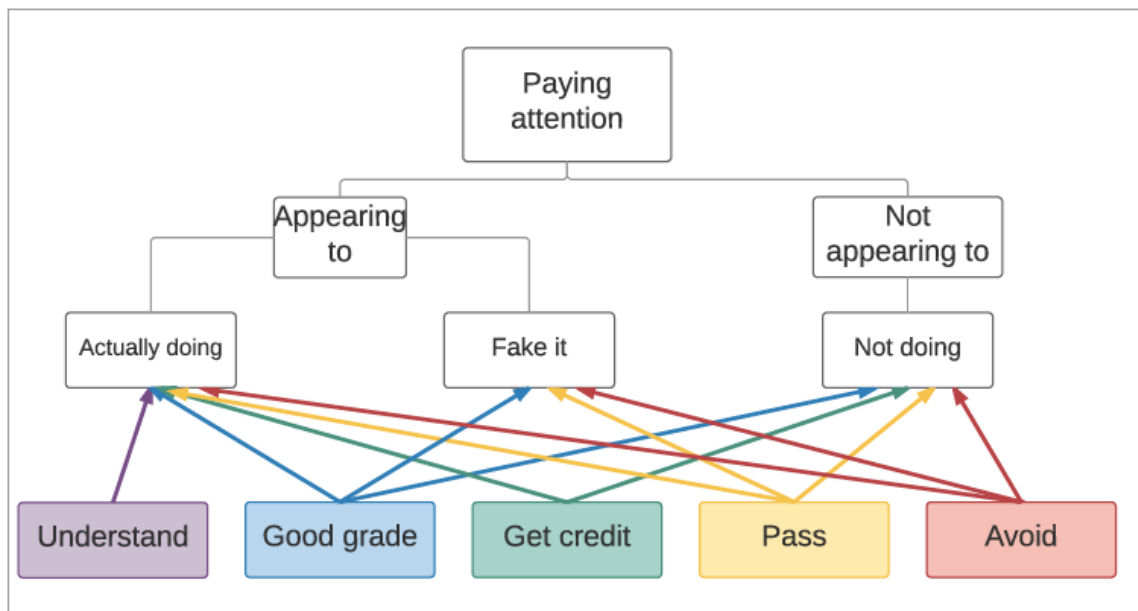 Paying
attention
Appearing
to
Not
appearing to
Actually doing
Fake it
Not doing
Understand
Good grade
Get credit
Pass
Avoid